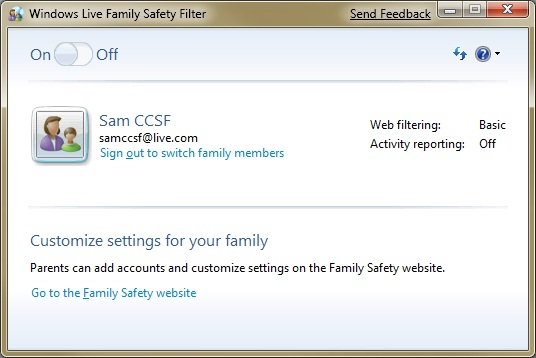 Windows Live Family Safety Filter
Send Feedback
On Off
?
Sam CCSF
samccsf@live.com
Sign out to switch family members
Web filtering: Basic
Activity reporting: Off
Customize settings for your family
Parents can add accounts and customize settings on the Family Safety website.
Go to the Family Safety website